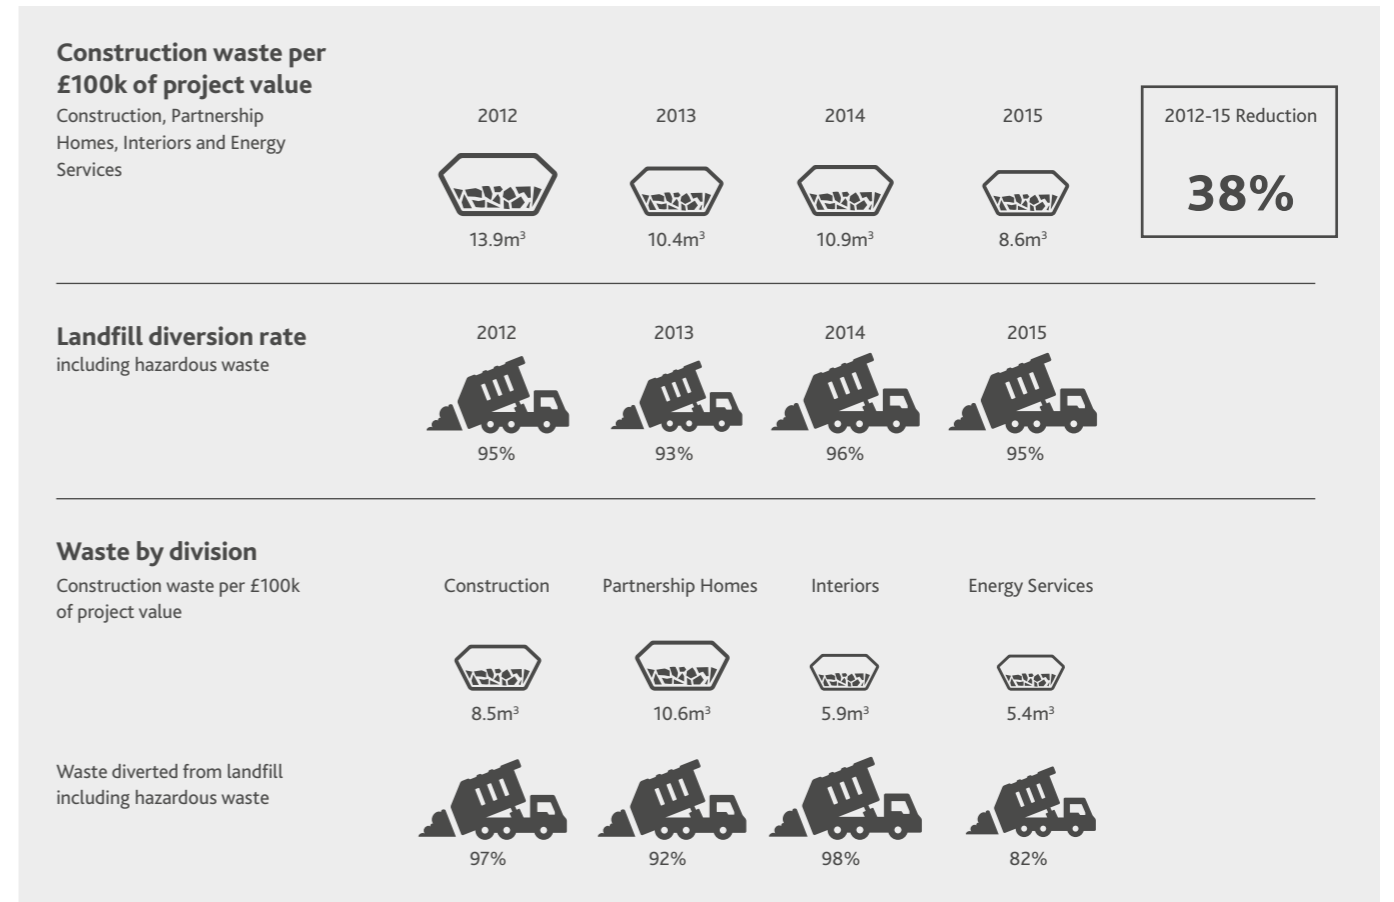 Construction waste per
£100k of project value
Construction, Partnership
Homes, Interiors and Energy
Services
2012 2013 2014 2015
13.9m³ 10.4m³ 10.9m³ 8.6m³
2012-15 Reduction
38%
Landfill diversion rate
including hazardous waste
2012 2013 2014 2015
95% 93% 96% 95%
Waste by division
Construction waste per £100k
of project value
Construction Partnership Homes Interiors Energy Services
8.5m³ 10.6m³ 5.9m³ 5.4m³
Waste diverted from landfill
including hazardous waste
97% 92% 98% 82%